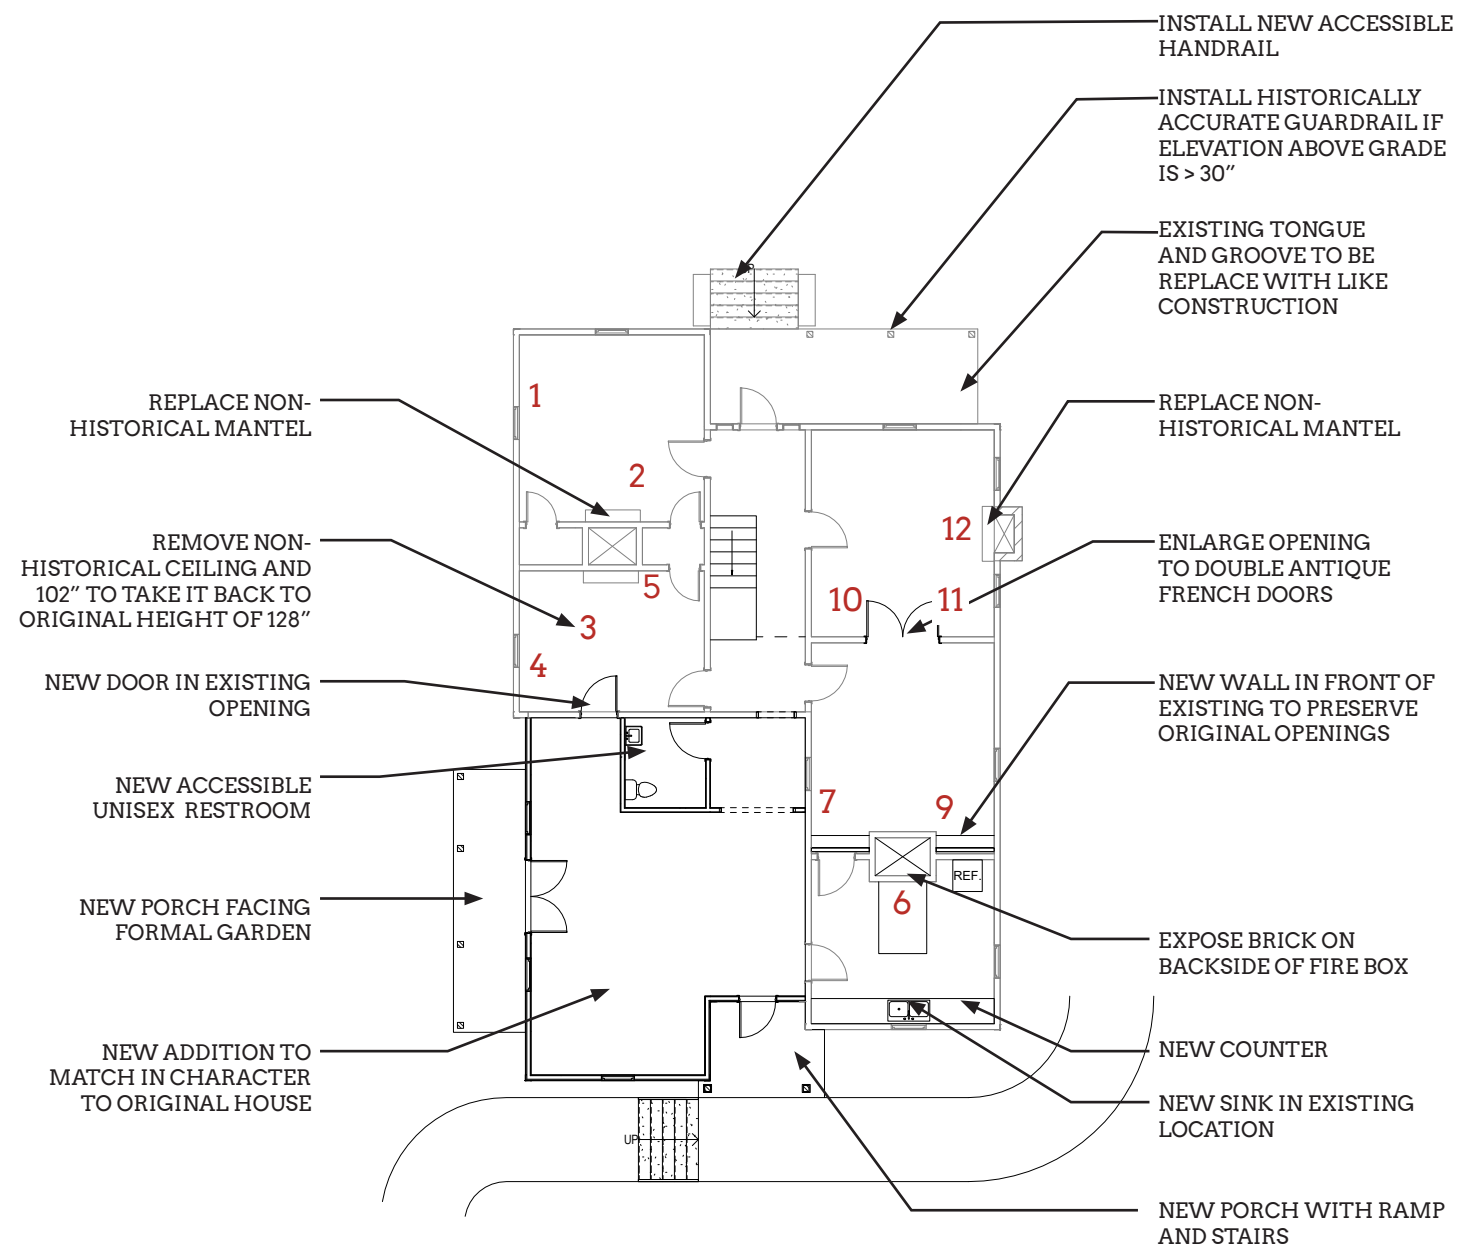 INSTALL NEW ACCESSIBLE
HANDRAIL
INSTALL HISTORICALLY
ACCURATE GUARDRAIL IF
ELEVATION ABOVE GRADE
IS > 30"
EXISTING TONGUE
AND GROOVE TO BE
REPLACE WITH LIKE
CONSTRUCTION
REPLACE NON-
HISTORICAL MANTEL
ENLARGE OPENING
TO DOUBLE ANTIQUE
FRENCH DOORS
NEW WALL IN FRONT OF
EXISTING TO PRESERVE
ORIGINAL OPENINGS
EXPOSE BRICK ON
BACKSIDE OF FIRE BOX
NEW COUNTER
NEW SINK IN EXISTING
LOCATION
NEW PORCH WITH RAMP
AND STAIRS
REPLACE NON-
HISTORICAL MANTEL
REMOVE NON-
HISTORICAL CEILING AND
102" TO TAKE IT BACK TO
ORIGINAL HEIGHT OF 128"
NEW DOOR IN EXISTING
OPENING
NEW ACCESSIBLE
UNISEX RESTROOM
NEW PORCH FACING
FORMAL GARDEN
NEW ADDITION TO
MATCH IN CHARACTER
TO ORIGINAL HOUSE
1
2
12
5
10
11
3
4
7
9
REF.
6
UP